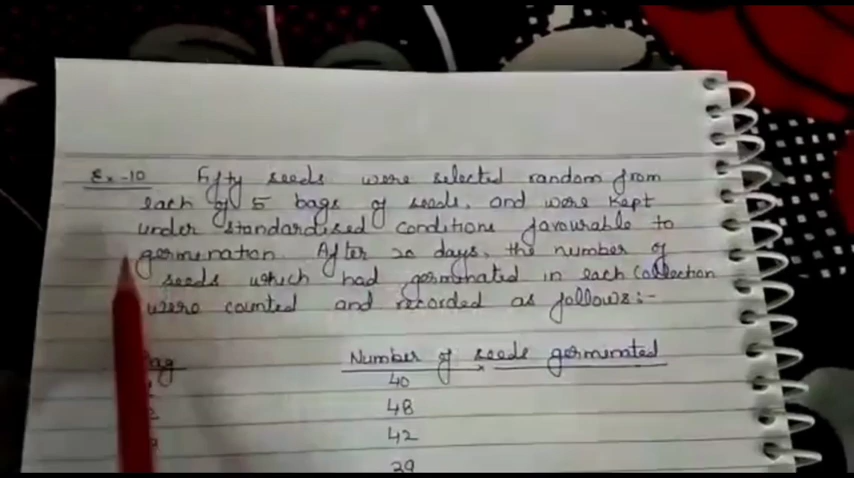 Ex-10 Fifty seeds were selected random from
each of 5 bags of seeds, and were kept
under standardised conditions favourable to
germination. After 20 days, the number of
seeds which had germinated in each collection
were counted and recorded as follows:-
Number of seeds germinated
40
48
42
39